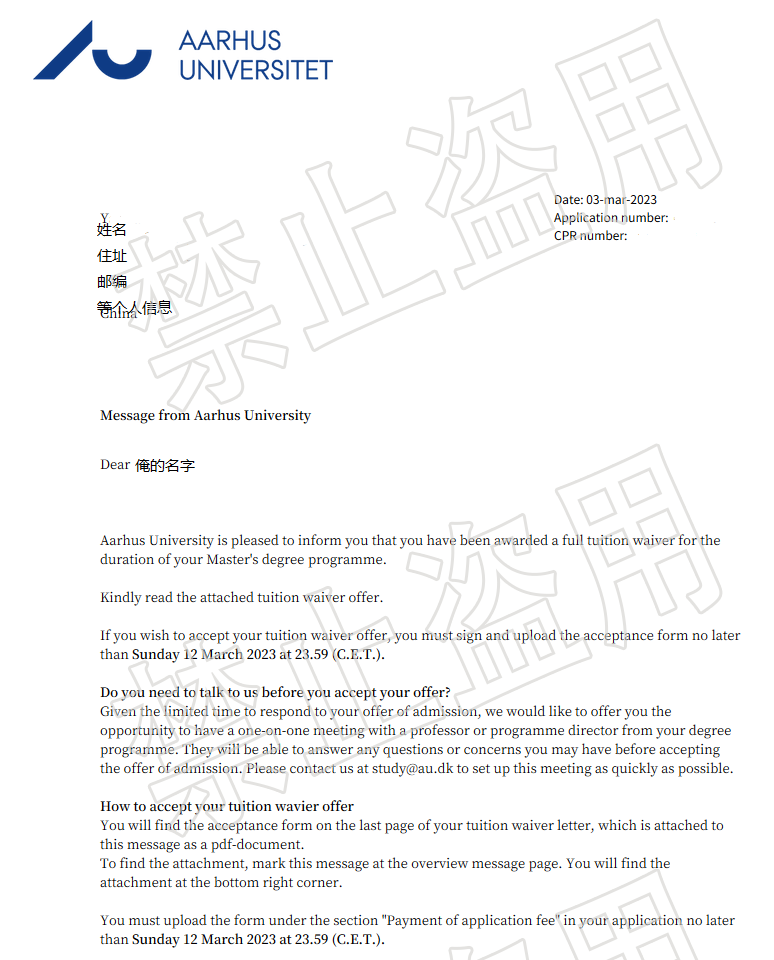 AARHUS
UNIVERSITET
Date: 03-mar-2023
Application number:
CPR number:
Y
姓名
住址
邮编
等个人信息
China
Message from Aarhus University
Dear 俺的名字
Aarhus University is pleased to inform you that you have been awarded a full tuition waiver for the
duration of your Master's degree programme.
Kindly read the attached tuition waiver offer.
If you wish to accept your tuition waiver offer, you must sign and upload the acceptance form no later
than Sunday 12 March 2023 at 23.59 (C.E.T.).
Do you need to talk to us before you accept your offer?
Given the limited time to respond to your offer of admission, we would like to offer you the
opportunity to have a one-on-one meeting with a professor or programme director from your degree
programme. They will be able to answer any questions or concerns you may have before accepting
the offer of admission. Please contact us at study@au.dk to set up this meeting as quickly as possible.
How to accept your tuition wavier offer
You will find the acceptance form on the last page of your tuition waiver letter, which is attached to
this message as a pdf-document.
To find the attachment, mark this message at the overview message page. You will find the
attachment at the bottom right corner.
You must upload the form under the section "Payment of application fee" in your application no later
than Sunday 12 March 2023 at 23.59 (C.E.T.).
禁止盗用
禁止盗用
盗用